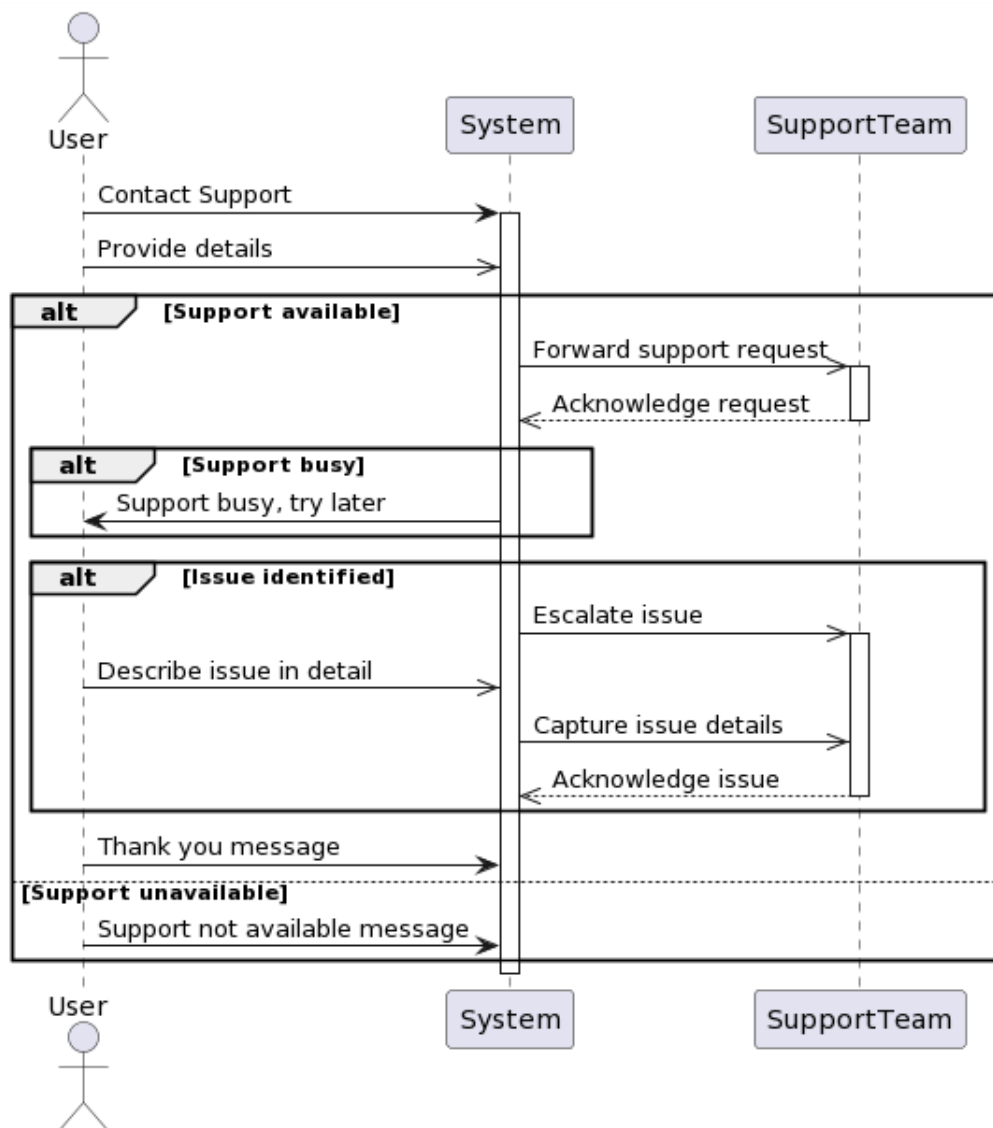 User
System
SupportTeam
Contact Support
Provide details
alt [Support available]
Forward support request
Acknowledge request
alt [Support busy]
Support busy, try later
alt [Issue identified]
Escalate issue
Describe issue in detail
Capture issue details
Acknowledge issue
Thank you message
[Support unavailable]
Support not available message
User
System
SupportTeam